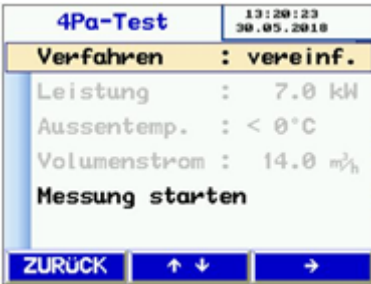 4Pa-Test
13:20:23
30.05.2018
Verfahren : vereinf.
Leistung : 7.0 kW
Aussentemp. : < 0°C
Volumenstrom : 14.0 m³/h
Messung starten
ZURÜCK ↑ ↓ →